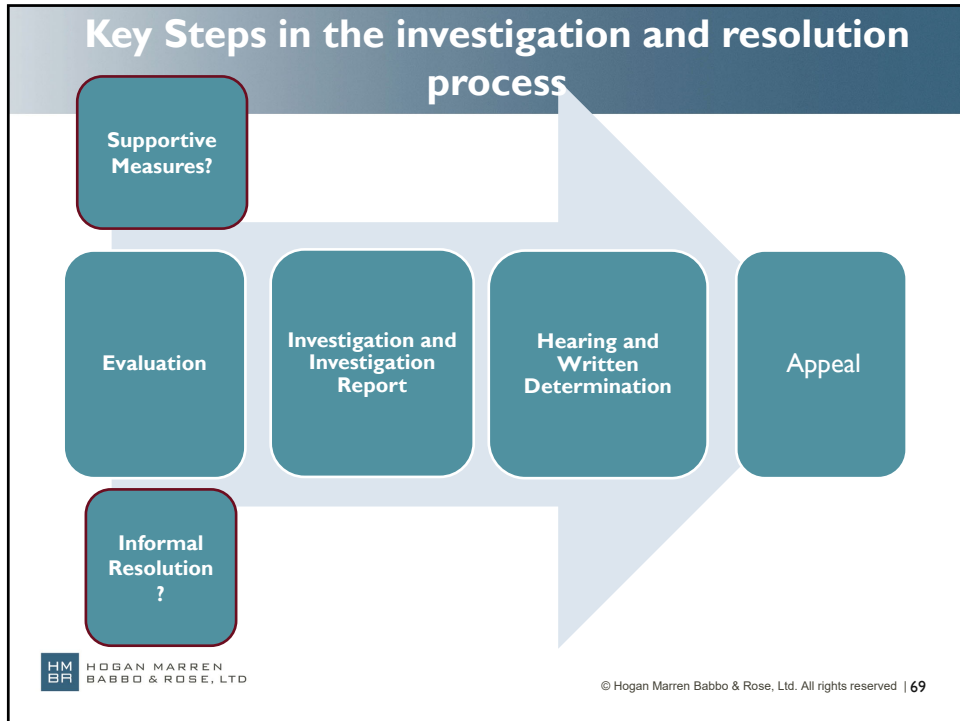 Key Steps in the investigation and resolution
process
Supportive
Measures?
Evaluation
Investigation and
Investigation
Report
Hearing and
Written
Determination
Appeal
Informal
Resolution
?
HM
BR
HOGAN MARREN
BABBO & ROSE, LTD
© Hogan Marren Babbo & Rose, Ltd. All rights reserved | 69